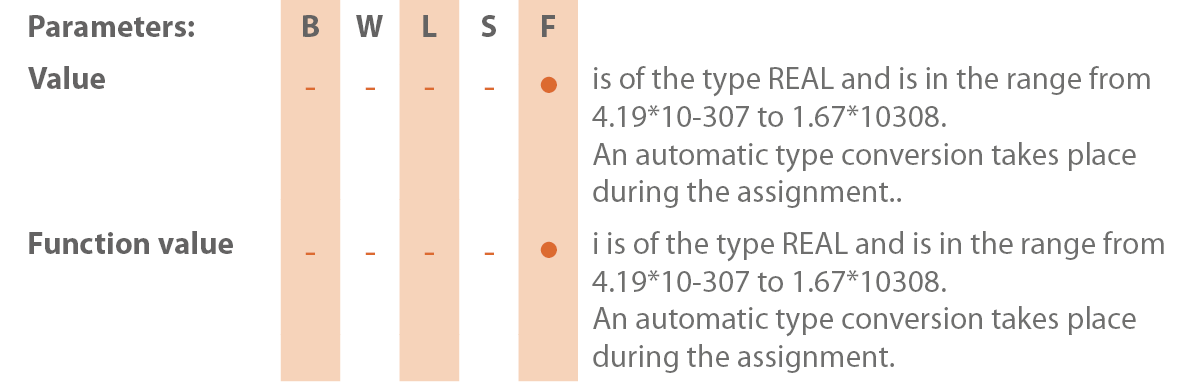 Parameters: B W L S F
Value - - - - ● is of the type REAL and is in the range from
4.19*10-307 to 1.67*10308.
An automatic type conversion takes place
during the assignment..
Function value - - - - ● i is of the type REAL and is in the range from
4.19*10-307 to 1.67*10308.
An automatic type conversion takes place
during the assignment.